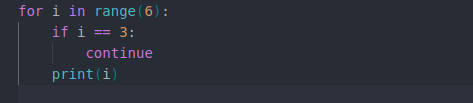 for i in range(6):
    if i == 3:
        continue
    print(i)